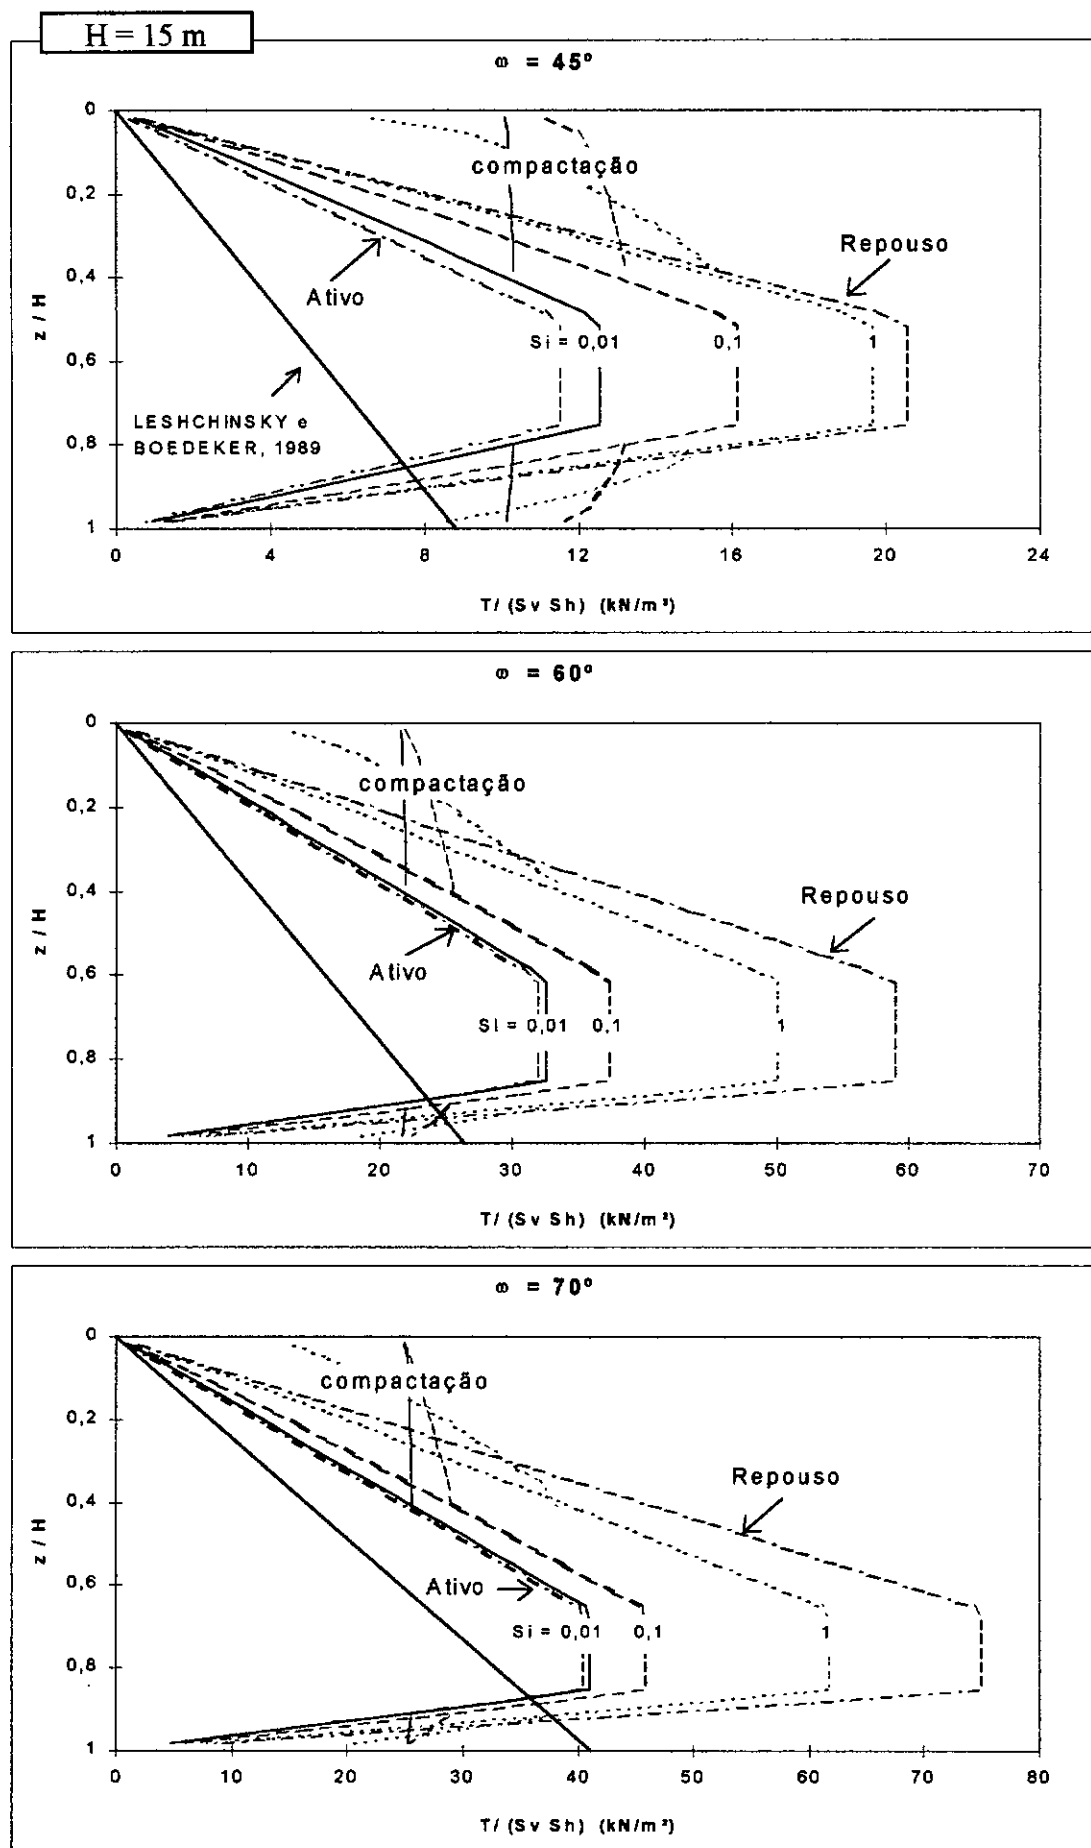 H = 15 m
ω = 45°
0
0,2
0,4
0,6
0,8
1
z / H
compactação
Repouso
Ativo
Si = 0,01
0,1
1
LESHCHINSKY e
BOEDEKER, 1989
0
4
8
12
16
20
24
T/ (Sv Sh) (kN/m²)
ω = 60°
0
0,2
0,4
0,6
0,8
1
z / H
compactação
Repouso
Ativo
Si = 0,01
0,1
1
0
10
20
30
40
50
60
70
T/ (Sv Sh) (kN/m²)
ω = 70°
0
0,2
0,4
0,6
0,8
1
z / H
compactação
Repouso
Ativo
Si = 0,01
0,1
1
0
10
20
30
40
50
60
70
80
T/ (Sv Sh) (kN/m²)